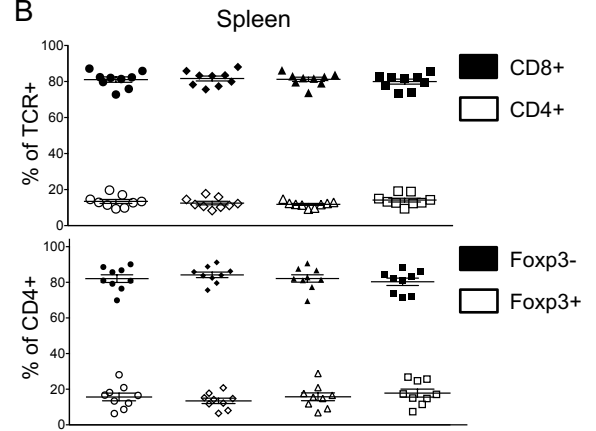 B
Spleen
% of TCR+
100
80
60
40
20
0
CD8+
CD4+
% of CD4+
100
80
60
40
20
0
Foxp3-
Foxp3+